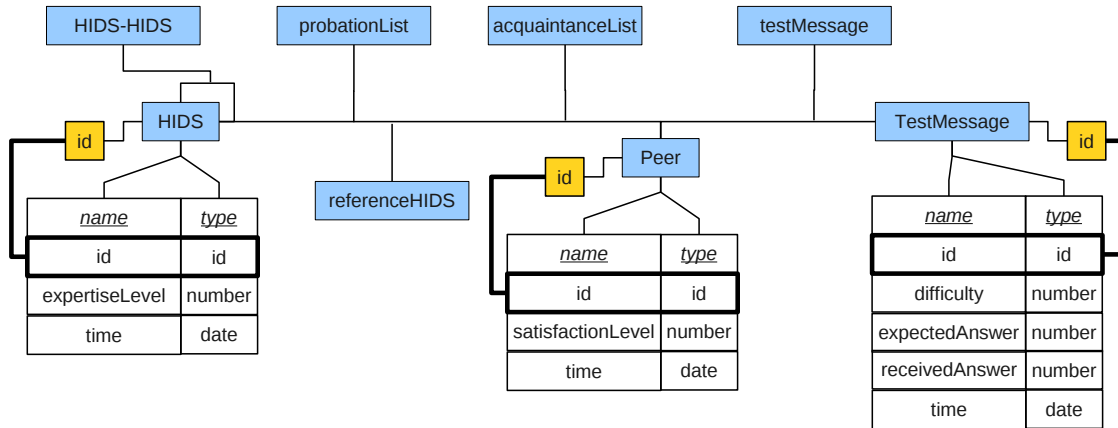 HIDS-HIDS probationList acquaintanceList testMessage
id HIDS TestMessage id
id Peer
referenceHIDS
name type
id id
expertiseLevel number
time date
name type
id id
satisfactionLevel number
time date
name type
id id
difficulty number
expectedAnswer number
receivedAnswer number
time date